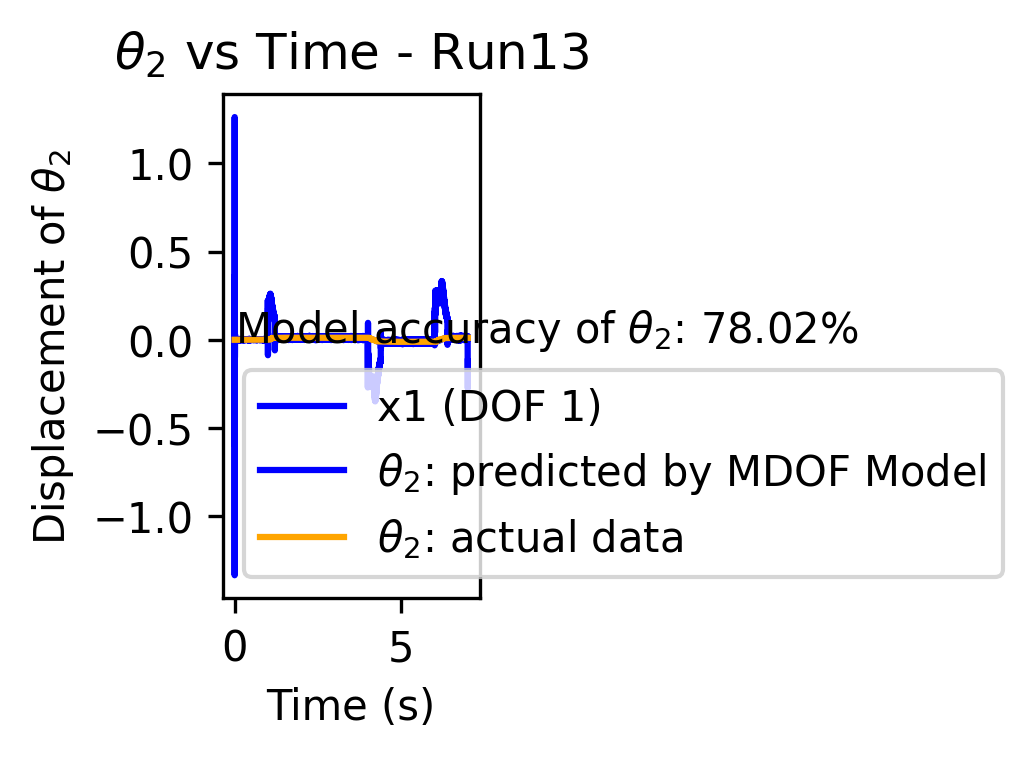 θ₂ vs Time - Run13
Displacement of θ₂
1.0
0.5
0.0
−0.5
−1.0
Model accuracy of θ₂: 78.02%
x1 (DOF 1)
θ₂: predicted by MDOF Model
θ₂: actual data
0 5
Time (s)